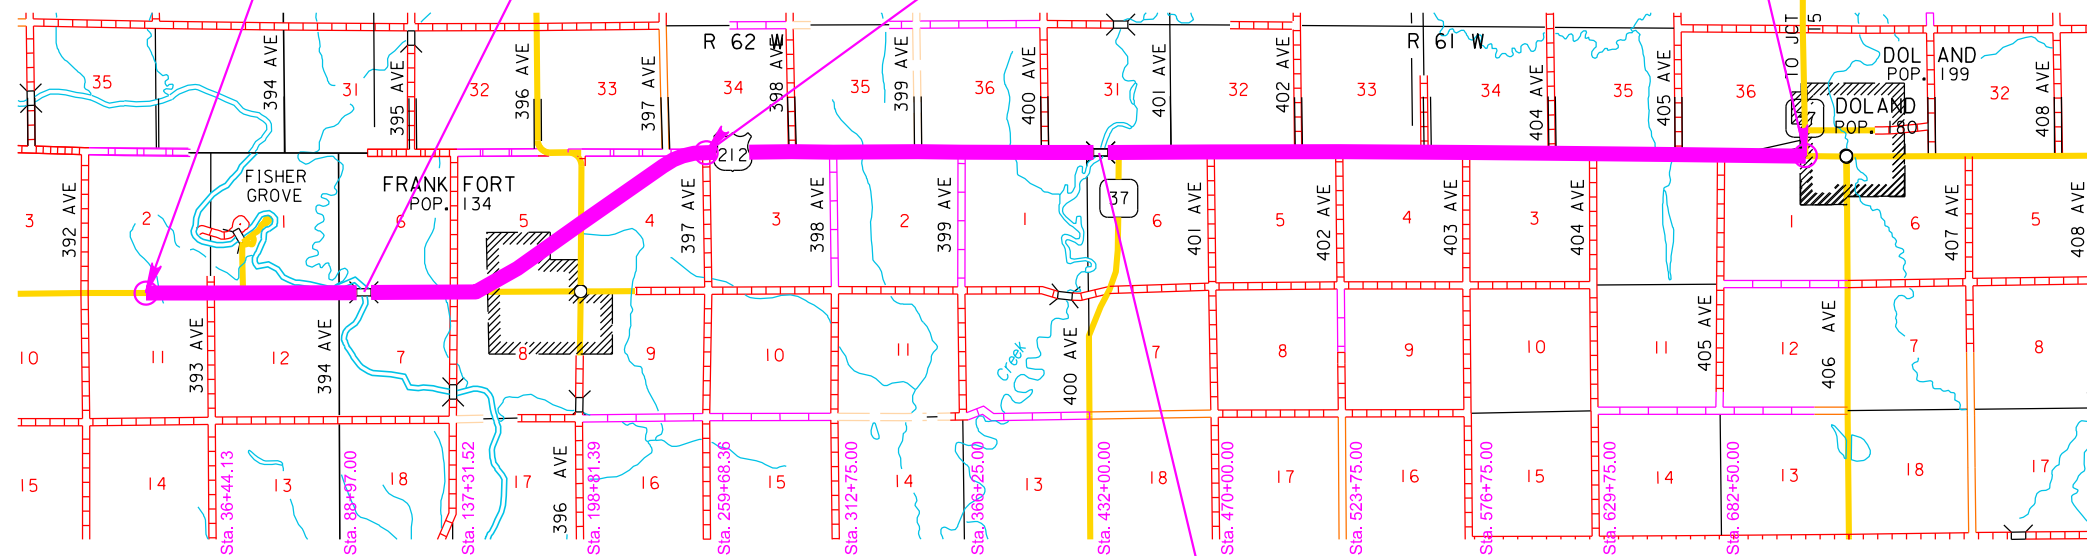 R 62 W
R 61 W
TO JCT
15
DOLAND
POP. 199
35
394 AVE
31
395 AVE
32
396 AVE
33
397 AVE
34
398 AVE
35
399 AVE
36
400 AVE
31
401 AVE
32
402 AVE
33
34
404 AVE
35
405 AVE
36
37
DOLAND
POP. 180
32
408 AVE
212
FISHER
GROVE
FRANKFORT
POP. 134
37
3
392 AVE
2
1
6
5
4
397 AVE
3
398 AVE
2
399 AVE
1
6
401 AVE
5
402 AVE
4
403 AVE
3
404 AVE
1
6
407 AVE
5
408 AVE
10
11
393 AVE
12
394 AVE
7
8
9
10
11
Creek
400 AVE
7
8
9
10
11
405 AVE
12
406 AVE
7
8
15
14
13
18
17
396 AVE
16
15
14
13
18
17
16
15
14
13
18
17
Sta. 36+44.13
Sta. 88+97.00
Sta. 137+31.52
Sta. 198+81.39
Sta. 259+68.36
Sta. 312+75.00
Sta. 366+25.00
Sta. 432+00.00
Sta. 470+00.00
Sta. 523+75.00
Sta. 576+75.00
Sta. 629+75.00
Sta. 682+50.00